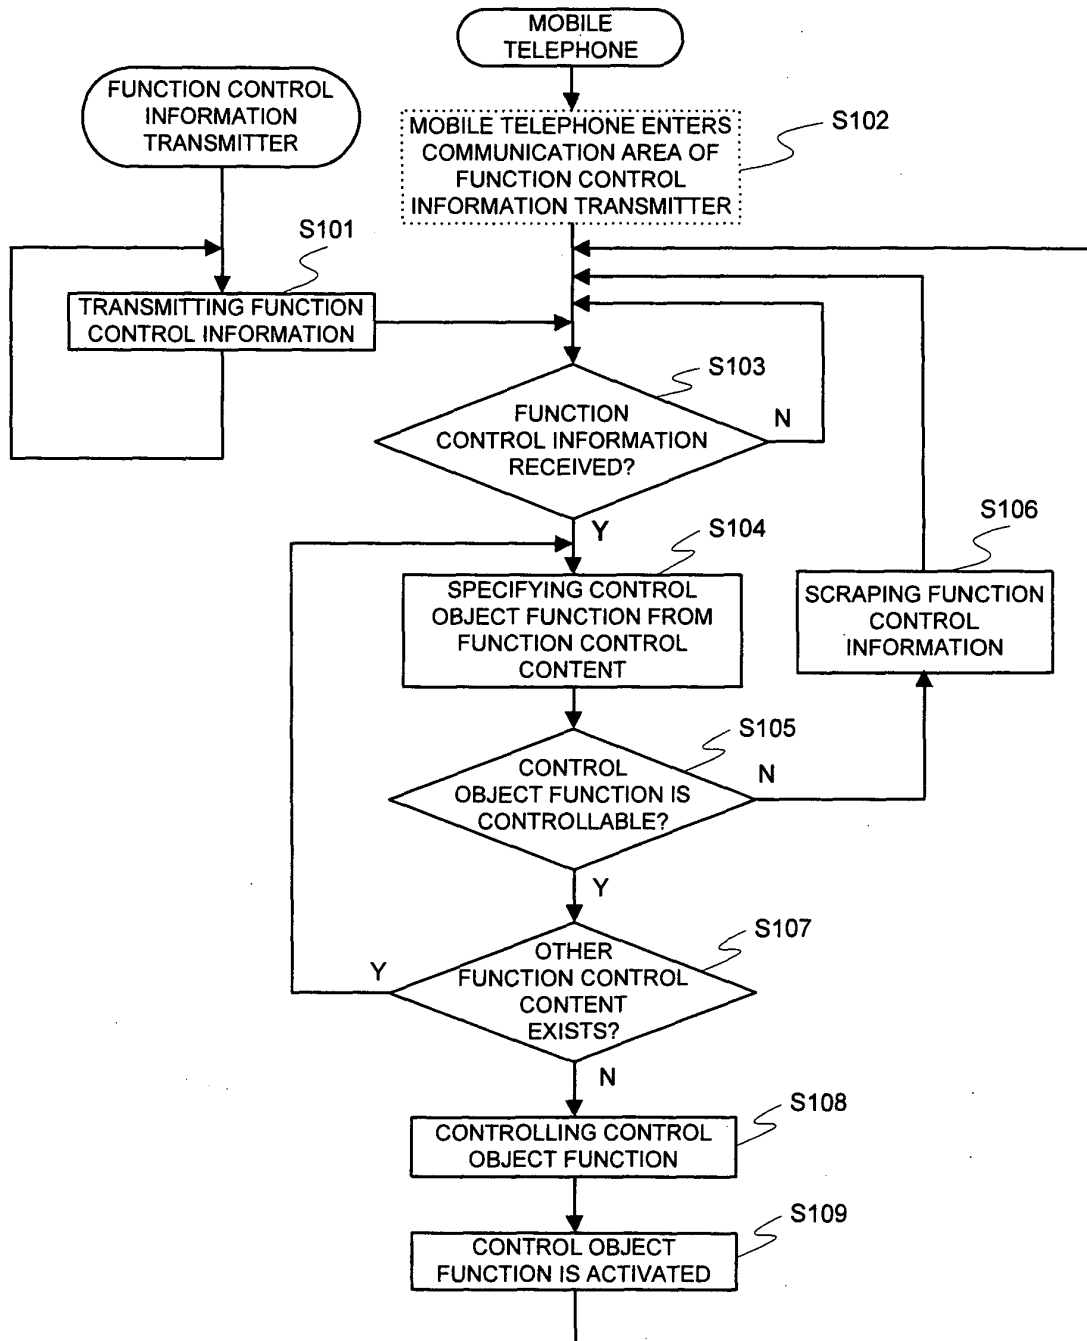 MOBILE
TELEPHONE
FUNCTION CONTROL
INFORMATION
TRANSMITTER
MOBILE TELEPHONE ENTERS
COMMUNICATION AREA OF
FUNCTION CONTROL
INFORMATION TRANSMITTER
S102
S101
TRANSMITTING FUNCTION
CONTROL INFORMATION
S103
FUNCTION
CONTROL INFORMATION
RECEIVED?
N
Y
S104
SPECIFYING CONTROL
OBJECT FUNCTION FROM
FUNCTION CONTROL
CONTENT
S106
SCRAPING FUNCTION
CONTROL
INFORMATION
S105
CONTROL
OBJECT FUNCTION IS
CONTROLLABLE?
N
Y
S107
OTHER
FUNCTION CONTROL
CONTENT
EXISTS?
Y
N
S108
CONTROLLING CONTROL
OBJECT FUNCTION
S109
CONTROL OBJECT
FUNCTION IS ACTIVATED